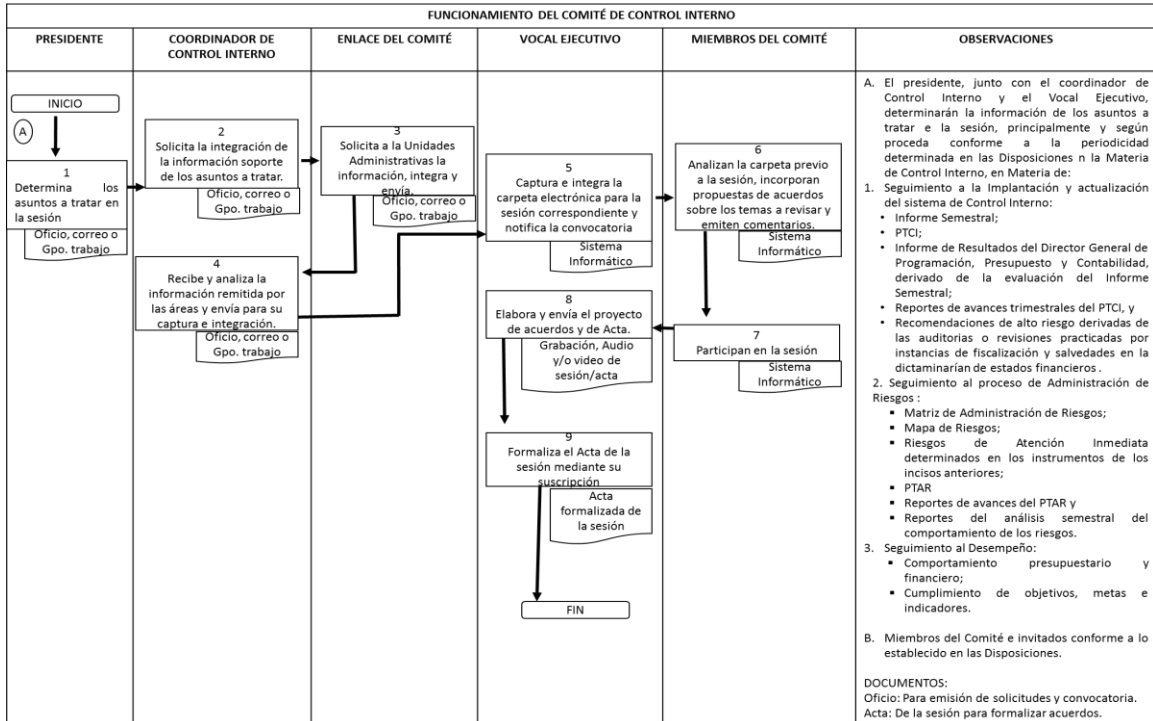 FUNCIONAMIENTO DEL COMITÉ DE CONTROL INTERNO
PRESIDENTE
COORDINADOR DE
CONTROL INTERNO
ENLACE DEL COMITÉ
VOCAL EJECUTIVO
MIEMBROS DEL COMITÉ
OBSERVACIONES
INICIO
A
1
Determina los
asuntos a tratar en
la sesión
Oficio, correo o
Gpo. trabajo
2
Solicita la integración de
la información soporte
de los asuntos a tratar.
Oficio, correo o
Gpo. trabajo
3
Solicita a la Unidades
Administrativas la
información, integra y
envía.
Oficio, correo o
Gpo. trabajo
4
Recibe y analiza la
información remitida por
las áreas y envía para su
captura e integración.
Oficio, correo o
Gpo. trabajo
5
Captura e integra la
carpeta electrónica para la
sesión correspondiente y
notifica la convocatoria
Sistema
Informático
6
Analizan la carpeta previo
a la sesión, incorporan
propuestas de acuerdos
sobre los temas a revisar y
emiten comentarios.
Sistema
Informático
7
Participan en la sesión
Sistema
Informático
8
Elabora y envía el proyecto
de acuerdos y de Acta.
Grabación, Audio
y/o video de
sesión/acta
9
Formaliza el Acta de la
sesión mediante su
suscripción
Acta
formalizada de
la sesión
FIN
A. El presidente, junto con el coordinador de
Control Interno y el Vocal Ejecutivo,
determinarán la información de los asuntos a
tratar e la sesión, principalmente y según
proceda conforme a la periodicidad
determinada en las Disposiciones n la Materia
de Control Interno, en Materia de:
1. Seguimiento a la Implantación y actualización
del sistema de Control Interno:
• Informe Semestral;
• PTCI;
• Informe de Resultados del Director General de
Programación, Presupuesto y Contabilidad,
derivado de la evaluación del Informe
Semestral;
• Reportes de avances trimestrales del PTCI, y
• Recomendaciones de alto riesgo derivadas de
las auditorias o revisiones practicadas por
instancias de fiscalización y salvedades en la
dictaminarían de estados financieros .
2. Seguimiento al proceso de Administración de
Riesgos :
▪ Matriz de Administración de Riesgos;
▪ Mapa de Riesgos;
▪ Riesgos de Atención Inmediata
determinados en los instrumentos de los
incisos anteriores;
▪ PTAR
▪ Reportes de avances del PTAR y
▪ Reportes del análisis semestral del
comportamiento de los riesgos.
3. Seguimiento al Desempeño:
▪ Comportamiento presupuestario y
financiero;
▪ Cumplimiento de objetivos, metas e
indicadores.
B. Miembros del Comité e invitados conforme a lo
establecido en las Disposiciones.
DOCUMENTOS:
Oficio: Para emisión de solicitudes y convocatoria.
Acta: De la sesión para formalizar acuerdos.